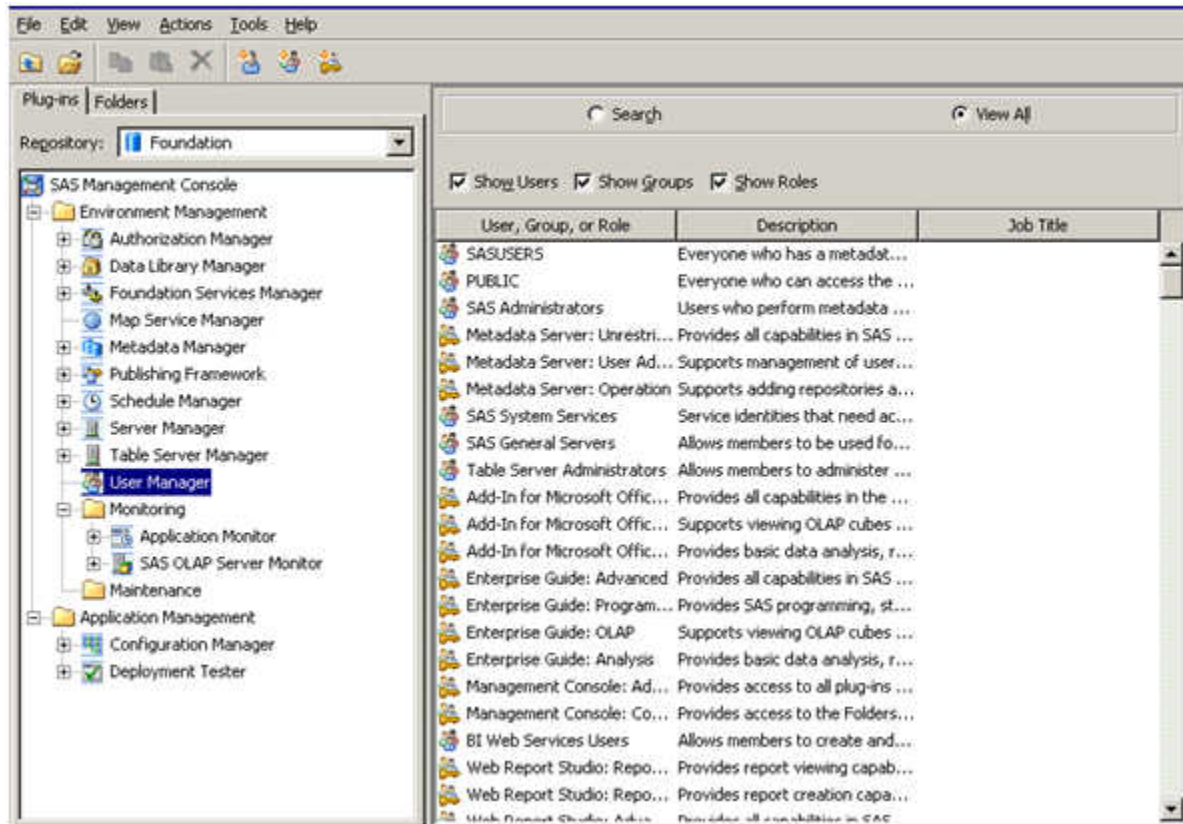 File Edit View Actions Tools Help
Plug-ins Folders
Repository: Foundation
SAS Management Console
Environment Management
Authorization Manager
Data Library Manager
Foundation Services Manager
Map Service Manager
Metadata Manager
Publishing Framework
Schedule Manager
Server Manager
Table Server Manager
User Manager
Monitoring
Application Monitor
SAS OLAP Server Monitor
Maintenance
Application Management
Configuration Manager
Deployment Tester
Search View All
Show Users Show Groups Show Roles
User, Group, or Role Description Job Title
SASUSERS Everyone who has a metadat...
PUBLIC Everyone who can access the ...
SAS Administrators Users who perform metadata ...
Metadata Server: Unrestri... Provides all capabilities in SAS ...
Metadata Server: User Ad... Supports management of user...
Metadata Server: Operation Supports adding repositories a...
SAS System Services Service identities that need ac...
SAS General Servers Allows members to be used fo...
Table Server Administrators Allows members to administer ...
Add-In for Microsoft Offic... Provides all capabilities in the ...
Add-In for Microsoft Offic... Supports viewing OLAP cubes ...
Add-In for Microsoft Offic... Provides basic data analysis, r...
Enterprise Guide: Advanced Provides all capabilities in SAS ...
Enterprise Guide: Program... Provides SAS programming, st...
Enterprise Guide: OLAP Supports viewing OLAP cubes ...
Enterprise Guide: Analysis Provides basic data analysis, r...
Management Console: Ad... Provides access to all plug-ins ...
Management Console: Co... Provides access to the Folders...
BI Web Services Users Allows members to create and...
Web Report Studio: Repo... Provides report viewing capab...
Web Report Studio: Repo... Provides report creation capa...
Web Report Studio: Adva... Provides all capabilities in SAS